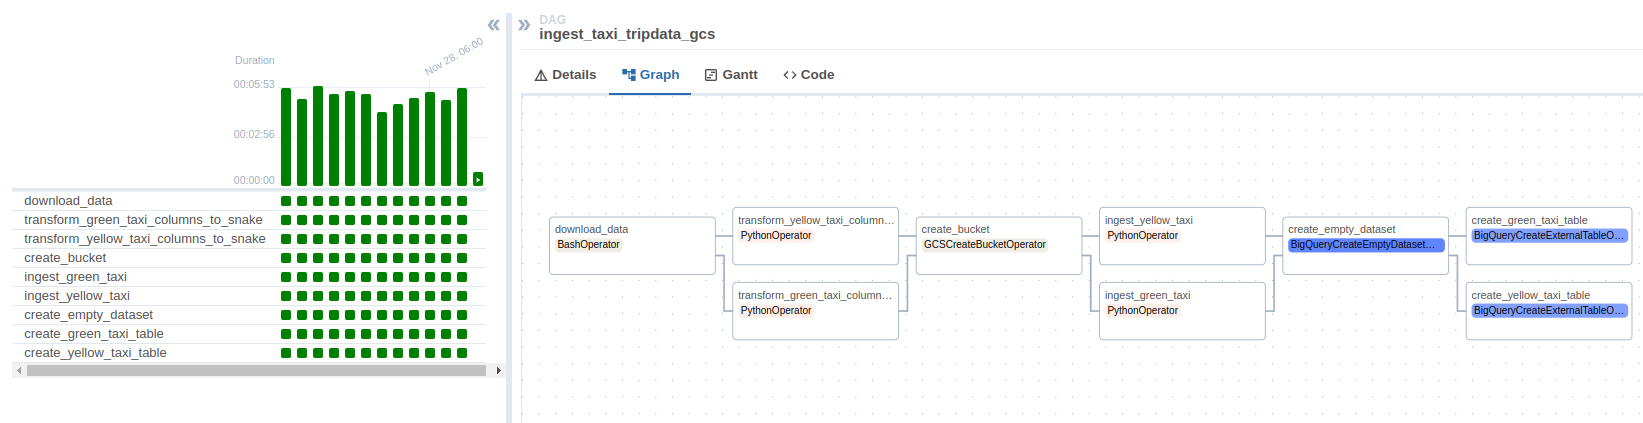 Duration
Nov 28, 06:00
00:05:53
00:02:56
00:00:00
download_data
transform_green_taxi_columns_to_snake
transform_yellow_taxi_columns_to_snake
create_bucket
ingest_green_taxi
ingest_yellow_taxi
create_empty_dataset
create_green_taxi_table
create_yellow_taxi_table
DAG
ingest_taxi_tripdata_gcs
Details Graph Gantt Code
download_data
BashOperator
transform_yellow_taxi_column...
PythonOperator
transform_green_taxi_column...
PythonOperator
create_bucket
GCSCreateBucketOperator
ingest_yellow_taxi
PythonOperator
ingest_green_taxi
PythonOperator
create_empty_dataset
BigQueryCreateEmptyDataset...
create_green_taxi_table
BigQueryCreateExternalTableO...
create_yellow_taxi_table
BigQueryCreateExternalTableO...